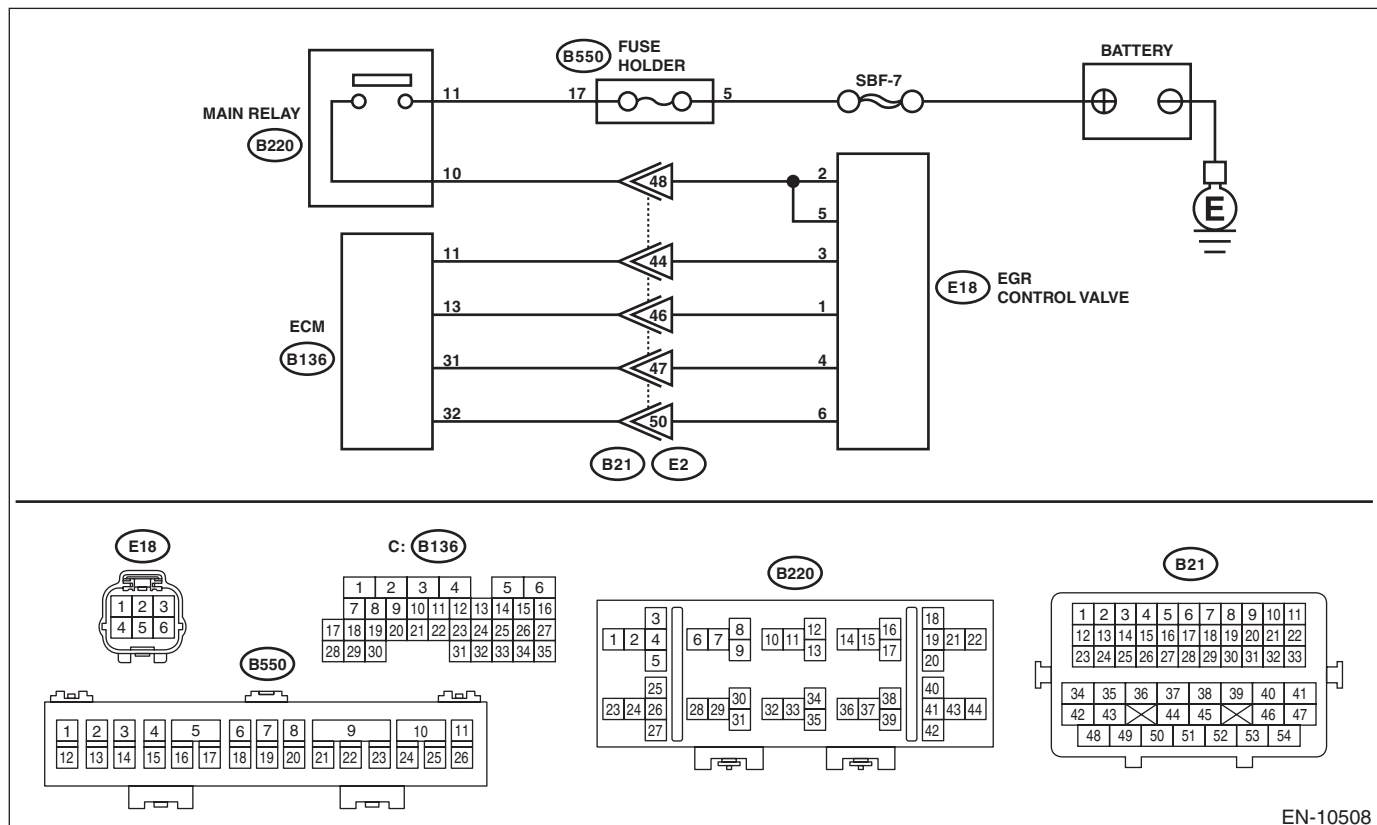 B550 FUSE HOLDER
BATTERY
SBF-7
11 17 5
MAIN RELAY
B220
10 48 2
5
E
11 44 3
E18 EGR CONTROL VALVE
13 46 1
ECM
B136
31 47 4
32 50 6
B21 E2
E18
1 2 3
4 5 6
C: B136
1 2 3 4 5 6
7 8 9 10 11 12 13 14 15 16
17 18 19 20 21 22 23 24 25 26 27
28 29 30 31 32 33 34 35
B550
1 2 3 4 5 6 7 8 9 10 11
12 13 14 15 16 17 18 19 20 21 22 23 24 25 26
B220
3 8 12 16 18
1 2 4 6 7 10 11 14 15 19 21 22
5 9 13 17 20
25 30 34 38 40
23 24 26 28 29 32 33 36 37 41 43 44
27 31 35 39 42
B21
1 2 3 4 5 6 7 8 9 10 11
12 13 14 15 16 17 18 19 20 21 22
23 24 25 26 27 28 29 30 31 32 33
34 35 36 37 38 39 40 41
42 43 44 45 46 47
48 49 50 51 52 53 54
EN-10508